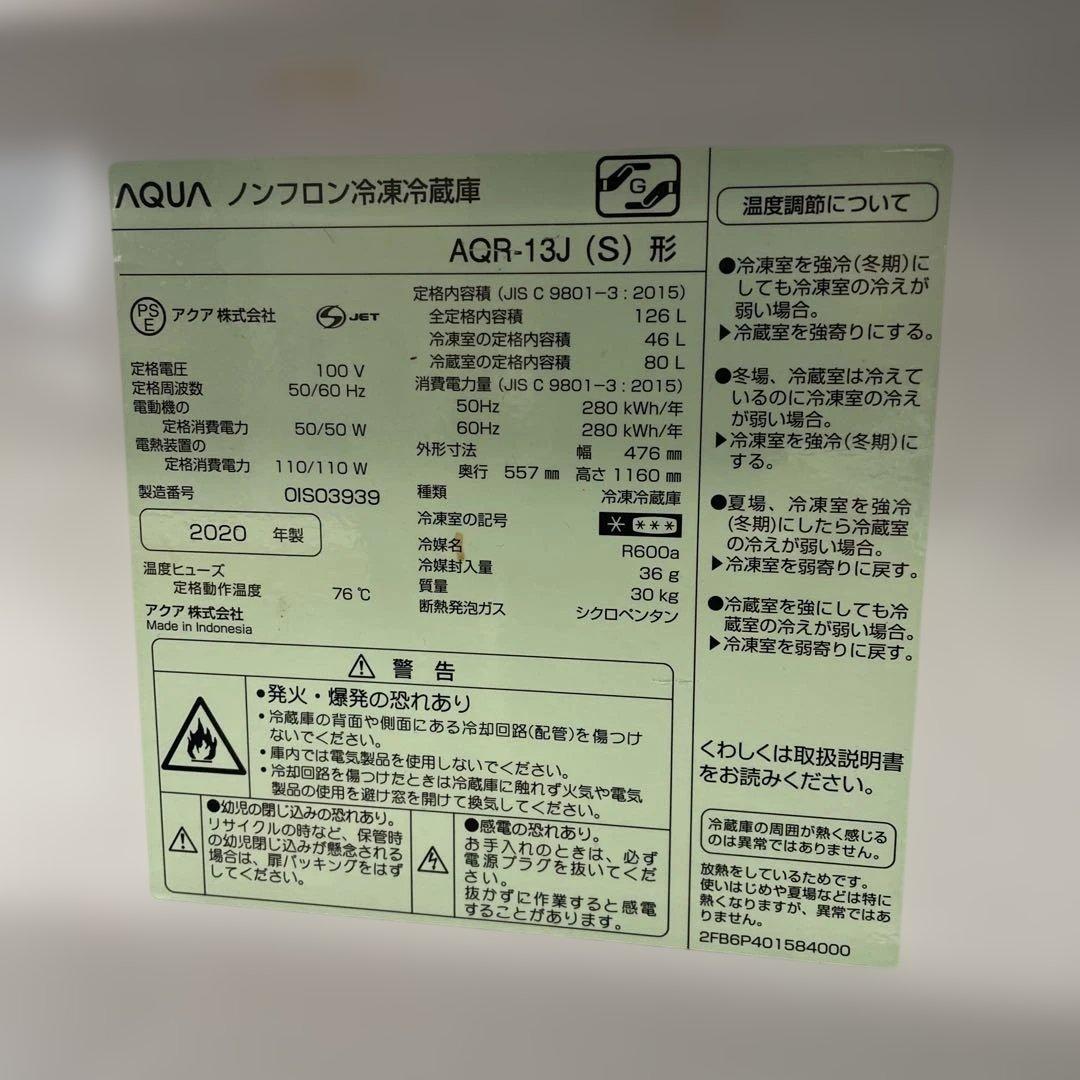 AQUA ノンフロン冷凍冷蔵庫
G
AQR-13J (S) 形
PSE アクア 株式会社
S JET
定格電圧 100 V
定格周波数 50/60 Hz
電動機の
定格消費電力 50/50 W
電熱装置の
定格消費電力 110/110 W
製造番号 OIS03939
2020 年製
温度ヒューズ
定格動作温度 76 ℃
アクア 株式会社
Made in Indonesia
定格内容積 (JIS C 9801-3 : 2015)
全定格内容積 126 L
冷凍室の定格内容積 46 L
冷蔵室の定格内容積 80 L
消費電力量 (JIS C 9801-3 : 2015)
50Hz 280 kWh/年
60Hz 280 kWh/年
外形寸法 幅 476 mm
奥行 557 mm 高さ 1160 mm
種類 冷凍冷蔵庫
冷凍室の記号 * ***
冷媒名 R600a
冷媒封入量 36 g
質量 30 kg
断熱発泡ガス シクロペンタン
⚠ 警告
●発火・爆発の恐れあり
・冷蔵庫の背面や側面にある冷却回路(配管)を傷つけ
ないでください。
・庫内では電気製品を使用しないでください。
・冷却回路を傷つけたときは冷蔵庫に触れず火気や電気
製品の使用を避け窓を開けて換気してください。
●幼児の閉じ込みの恐れあり。
リサイクルの時など、保管時
の幼児閉じ込みが懸念される
場合は、扉パッキングをはず
してください。
●感電の恐れあり。
お手入れのときは、必ず
電源プラグを抜いてくだ
さい。
抜かずに作業すると感電
することがあります。
温度調節について
●冷凍室を強冷(冬期)に
しても冷凍室の冷えが
弱い場合。
▶冷蔵室を強寄りにする。
●冬場、冷蔵室は冷えて
いるのに冷凍室の冷え
が弱い場合。
▶冷凍室を強冷(冬期)に
する。
●夏場、冷凍室を強冷
(冬期)にしたら冷蔵室
の冷えが弱い場合。
▶冷凍室を弱寄りに戻す。
●冷蔵室を強にしても冷
蔵室の冷えが弱い場合。
▶冷凍室を弱寄りに戻す。
くわしくは取扱説明書
をお読みください。
冷蔵庫の周囲が熱く感じる
のは異常ではありません。
放熱をしているためです。
使いはじめや夏場などは特に
熱くなりますが、異常ではあ
りません。
2FB6P401584000